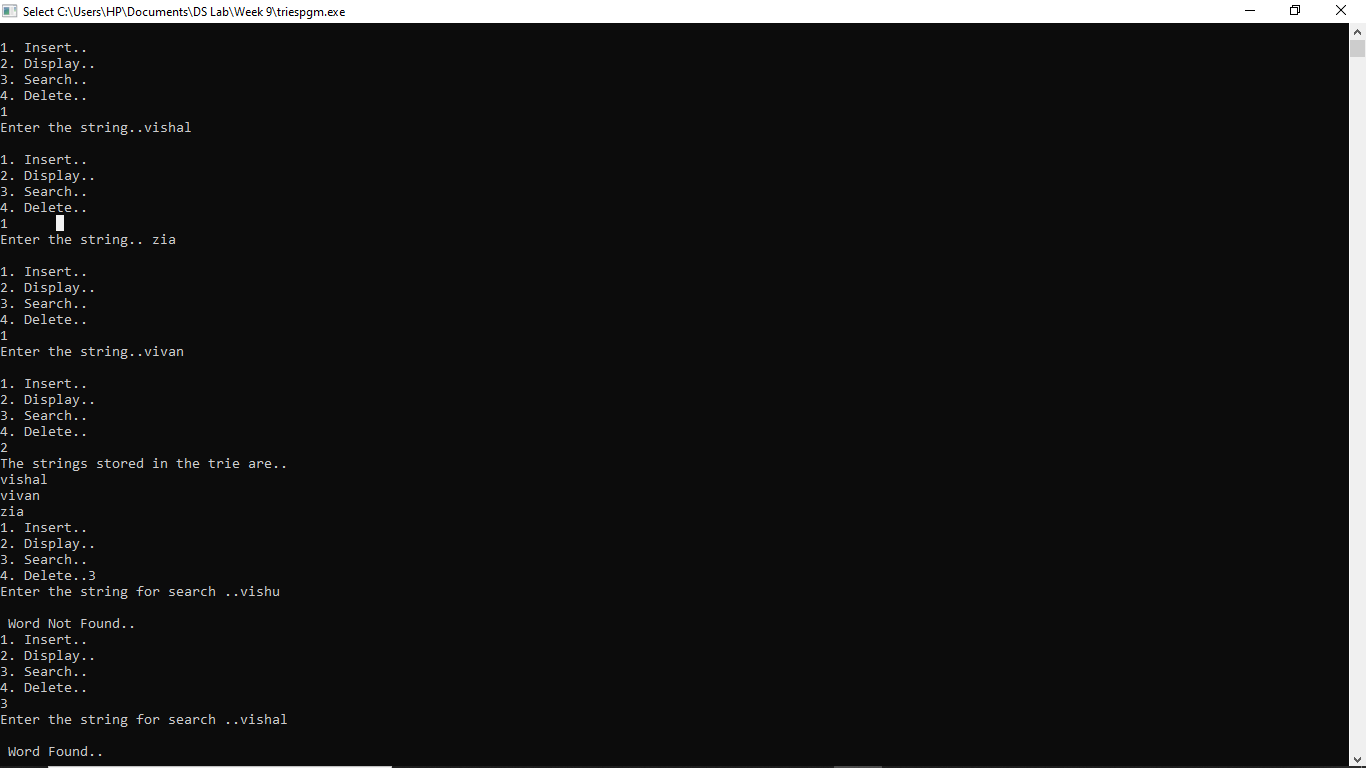 Select C:\Users\HP\Documents\DS Lab\Week 9\triespgm.exe
1. Insert..
2. Display..
3. Search..
4. Delete..
1
Enter the string..vishal
1. Insert..
2. Display..
3. Search..
4. Delete..
1
Enter the string.. zia
1. Insert..
2. Display..
3. Search..
4. Delete..
1
Enter the string..vivan
1. Insert..
2. Display..
3. Search..
4. Delete..
2
The strings stored in the trie are..
vishal
vivan
zia
1. Insert..
2. Display..
3. Search..
4. Delete..3
Enter the string for search ..vishu
Word Not Found..
1. Insert..
2. Display..
3. Search..
4. Delete..
3
Enter the string for search ..vishal
Word Found..